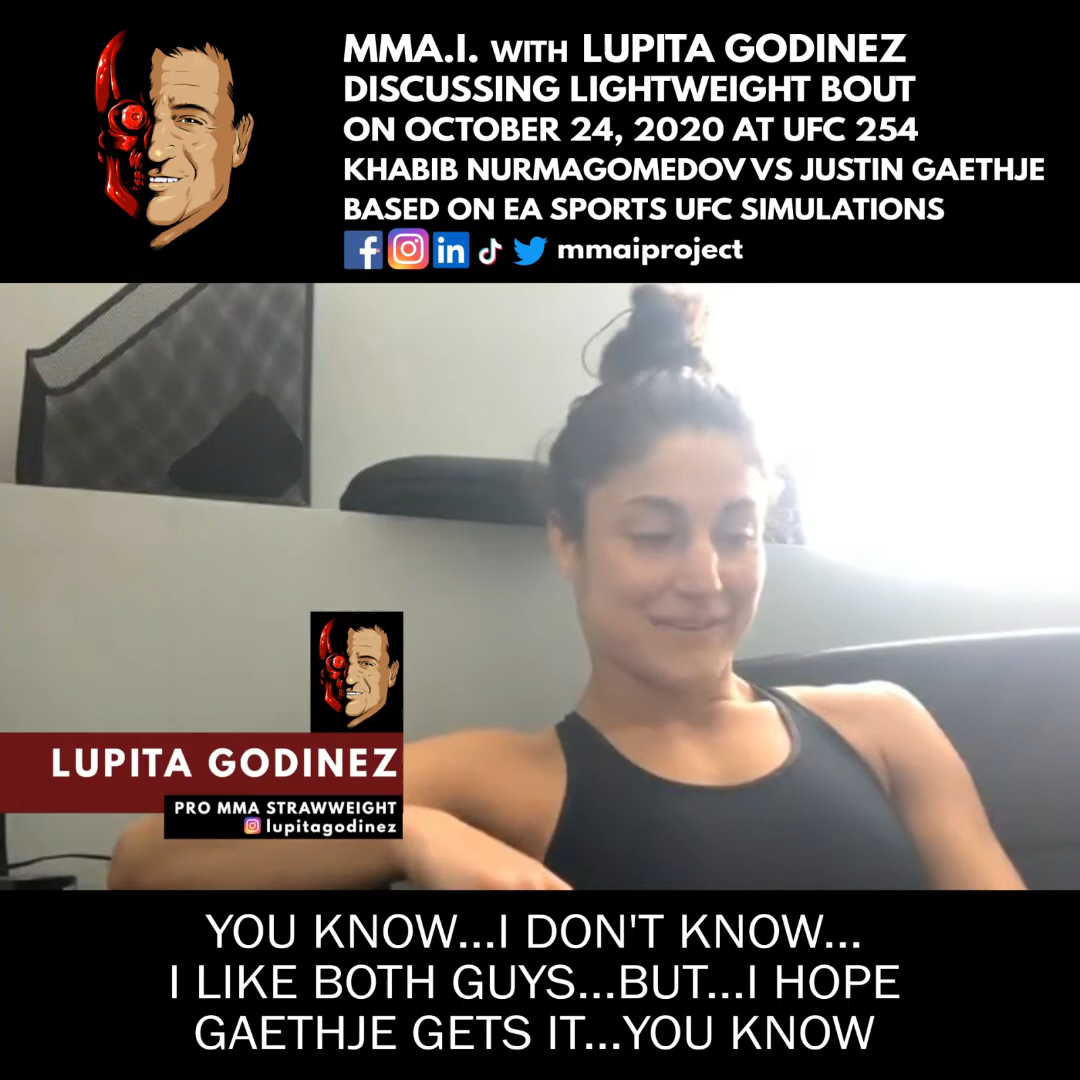 MMA.I. WITH LUPITA GODINEZ
DISCUSSING LIGHTWEIGHT BOUT
ON OCTOBER 24, 2020 AT UFC 254
KHABIB NURMAGOMEDOV VS JUSTIN GAETHJE
BASED ON EA SPORTS UFC SIMULATIONS
mmaiproject
LUPITA GODINEZ
PRO MMA STRAWWEIGHT
lupitagodinez
YOU KNOW...I DON'T KNOW...
I LIKE BOTH GUYS...BUT...I HOPE
GAETHJE GETS IT...YOU KNOW